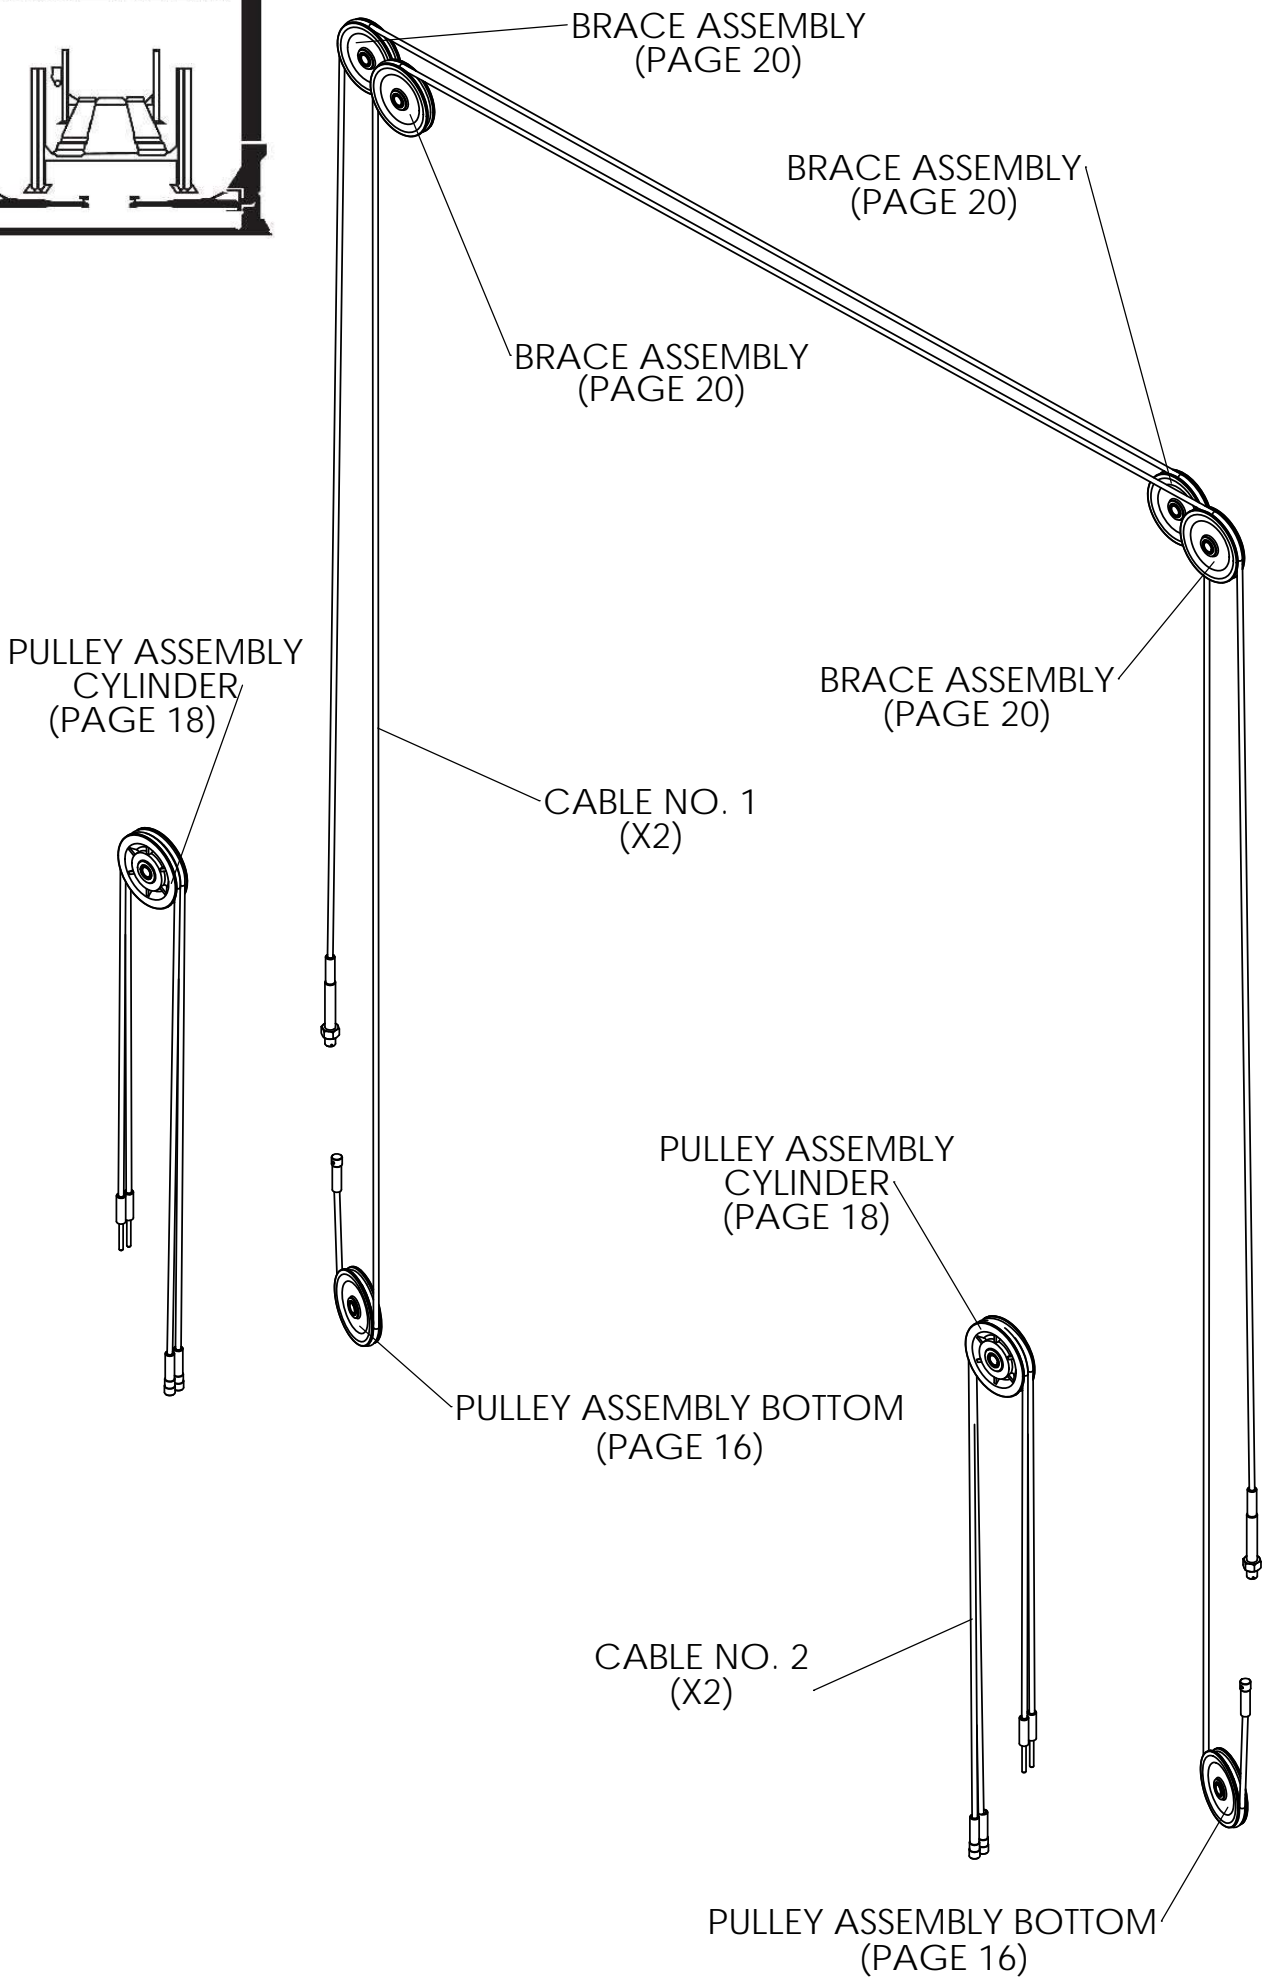 BRACE ASSEMBLY
(PAGE 20)
BRACE ASSEMBLY
(PAGE 20)
BRACE ASSEMBLY
(PAGE 20)
PULLEY ASSEMBLY
CYLINDER
(PAGE 18)
BRACE ASSEMBLY
(PAGE 20)
CABLE NO. 1
(X2)
PULLEY ASSEMBLY
CYLINDER
(PAGE 18)
PULLEY ASSEMBLY BOTTOM
(PAGE 16)
CABLE NO. 2
(X2)
PULLEY ASSEMBLY BOTTOM
(PAGE 16)